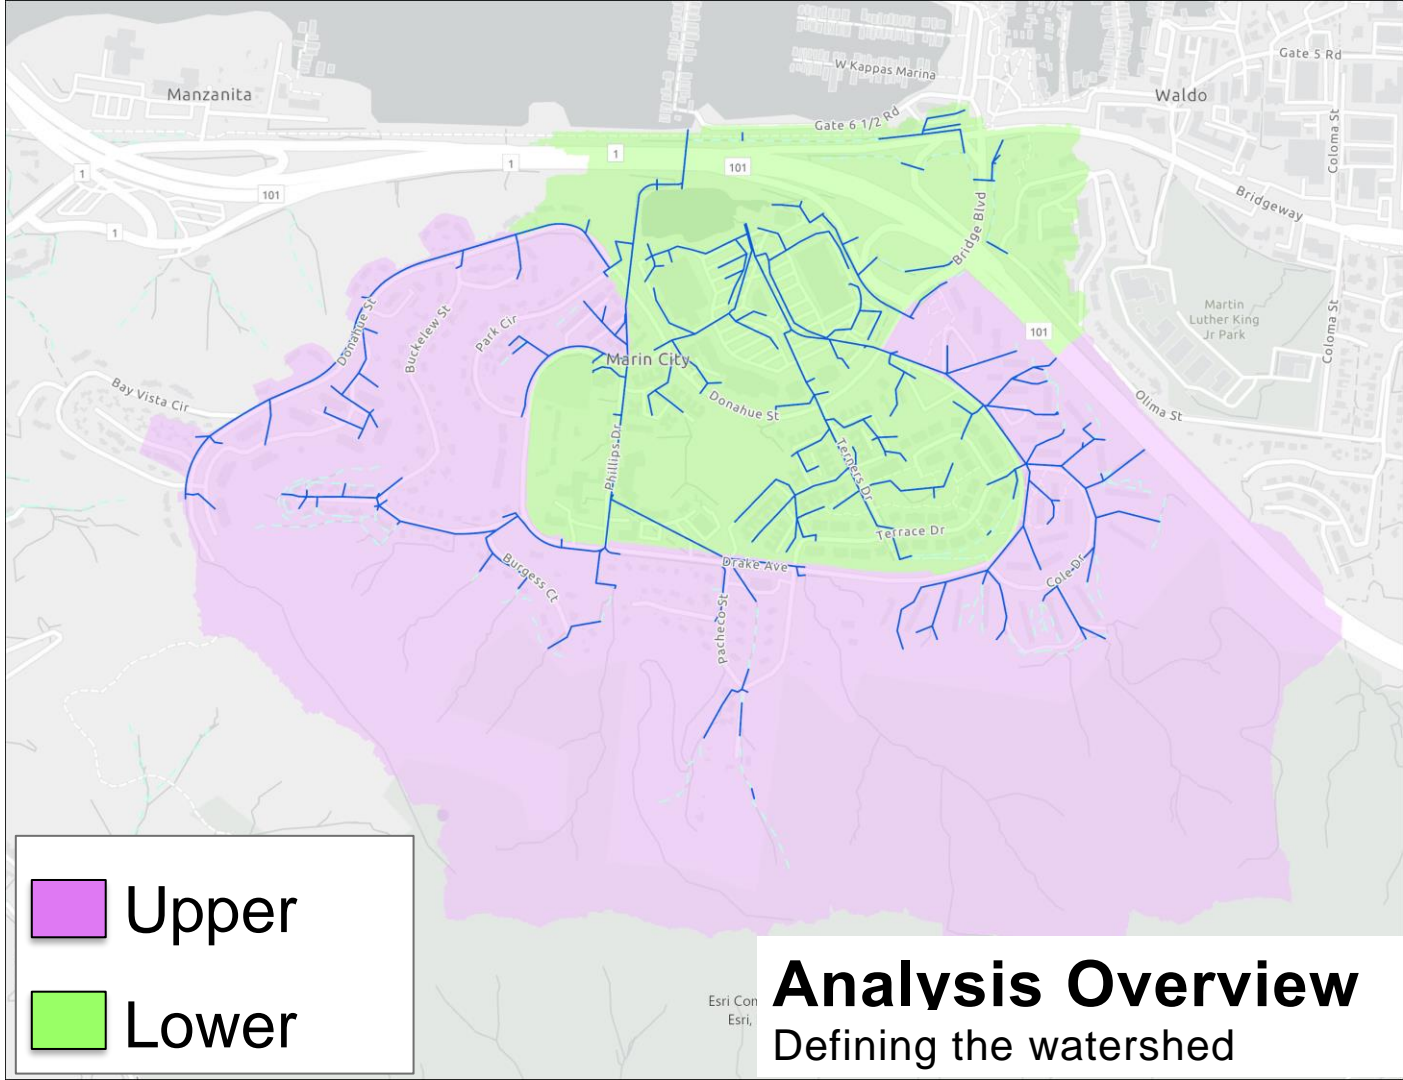 Gate 5 Rd
W Kappas Marina
Manzanita
Waldo
Gate 6 1/2 Rd
Coloma St
1
1
101
1
101
Bridgeway
1
Bridge Blvd
Martin
Luther King
Jr Park
101
Coloma St
Donahue St
Buckelew St
Park Cir
Marin City
Bay Vista Cir
Donahue St
Olima St
Phillips Dr
Terners Dr
Terrace Dr
Drake Ave
Burgess Ct
Cole Dr
Pacheco St
Upper
Lower
Esri Con
Esri,
Analysis Overview
Defining the watershed